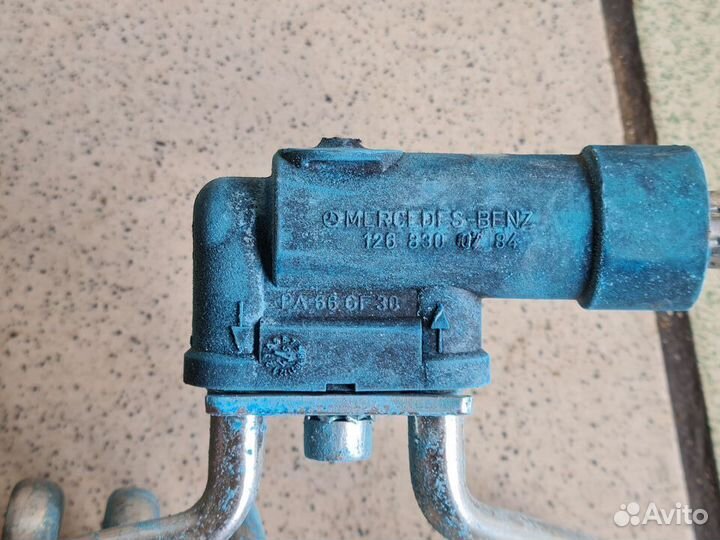 MERCEDES-BENZ
126 830 07 84
PA 66 GF 30
Avito